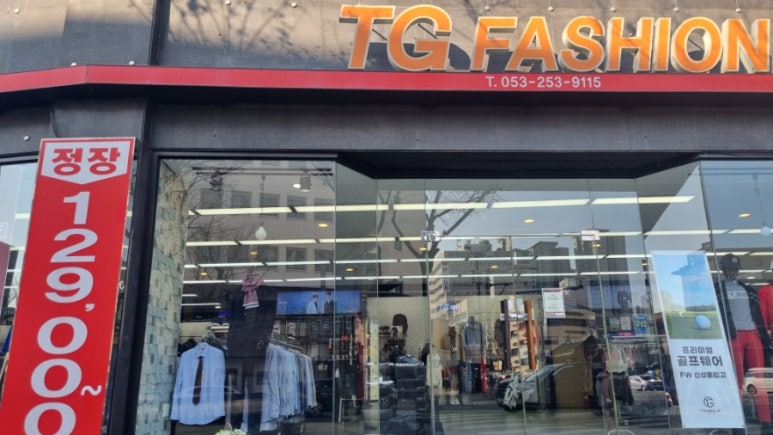 TG FASHION
T. 053-253-9115
정장
129,000~
프리미엄
골프웨어
FW 신상품입고